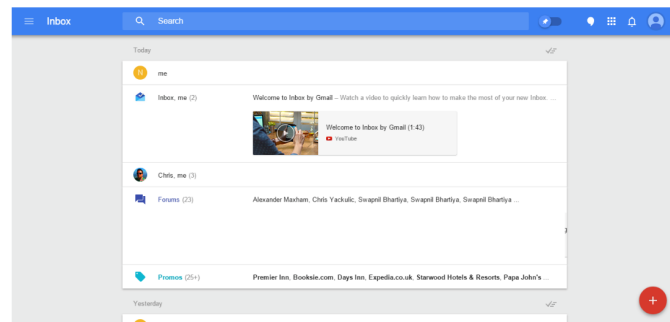 Inbox
Search
Today
N me
Inbox, me (2) Welcome to Inbox by Gmail – Watch a video to quickly learn how to make the most of your new Inbox. ...
Welcome to Inbox by Gmail (1:43)
YouTube
Chris, me (3)
Forums (23) Alexander Maxham, Chris Yackulic, Swapnil Bhartiya, Swapnil Bhartiya, Swapnil Bhartiya ...
Promos (25+) Premier Inn, Booksie.com, Days Inn, Expedia.co.uk, Starwood Hotels & Resorts, Papa John's ...
Yesterday